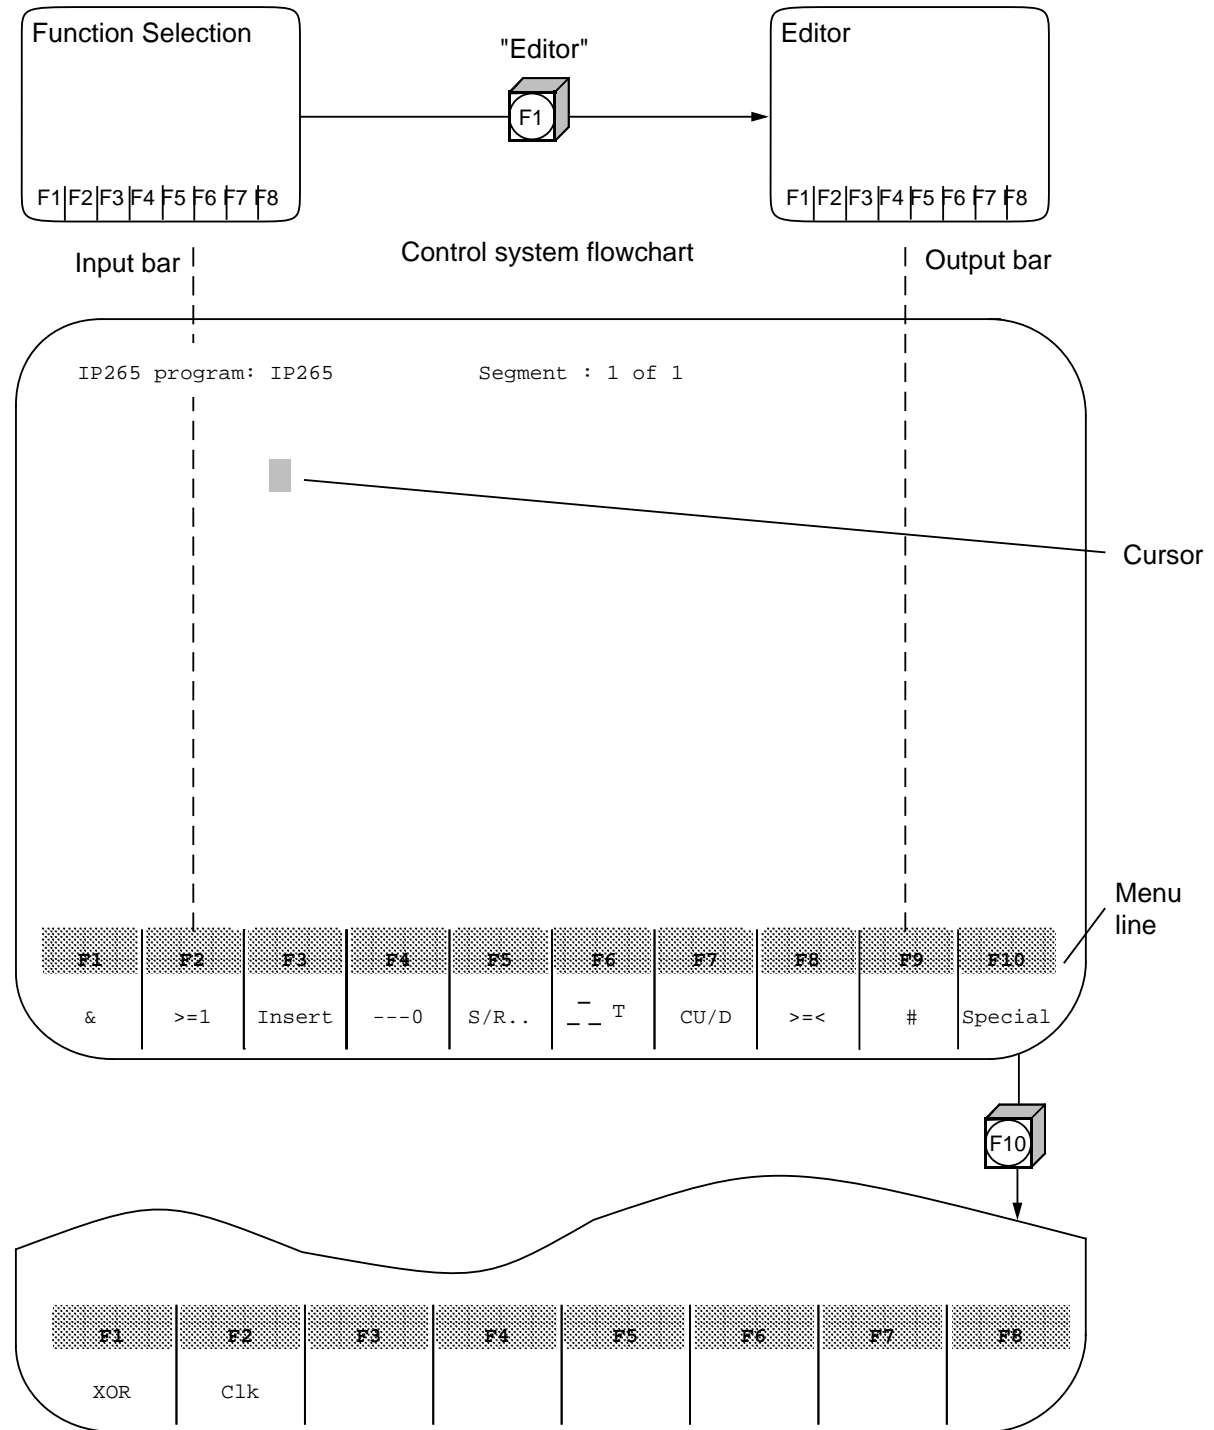 Function Selection
"Editor"
Editor
F1
F1 F2 F3 F4 F5 F6 F7 F8
F1 F2 F3 F4 F5 F6 F7 F8
Input bar
Control system flowchart
Output bar
IP265 program: IP265 Segment : 1 of 1
Cursor
Menu
line
F1 F2 F3 F4 F5 F6 F7 F8 F9 F10
& >=1 Insert ---0 S/R.. _‾_ T CU/D >=< # Special
F10
F1 F2 F3 F4 F5 F6 F7 F8
XOR Clk